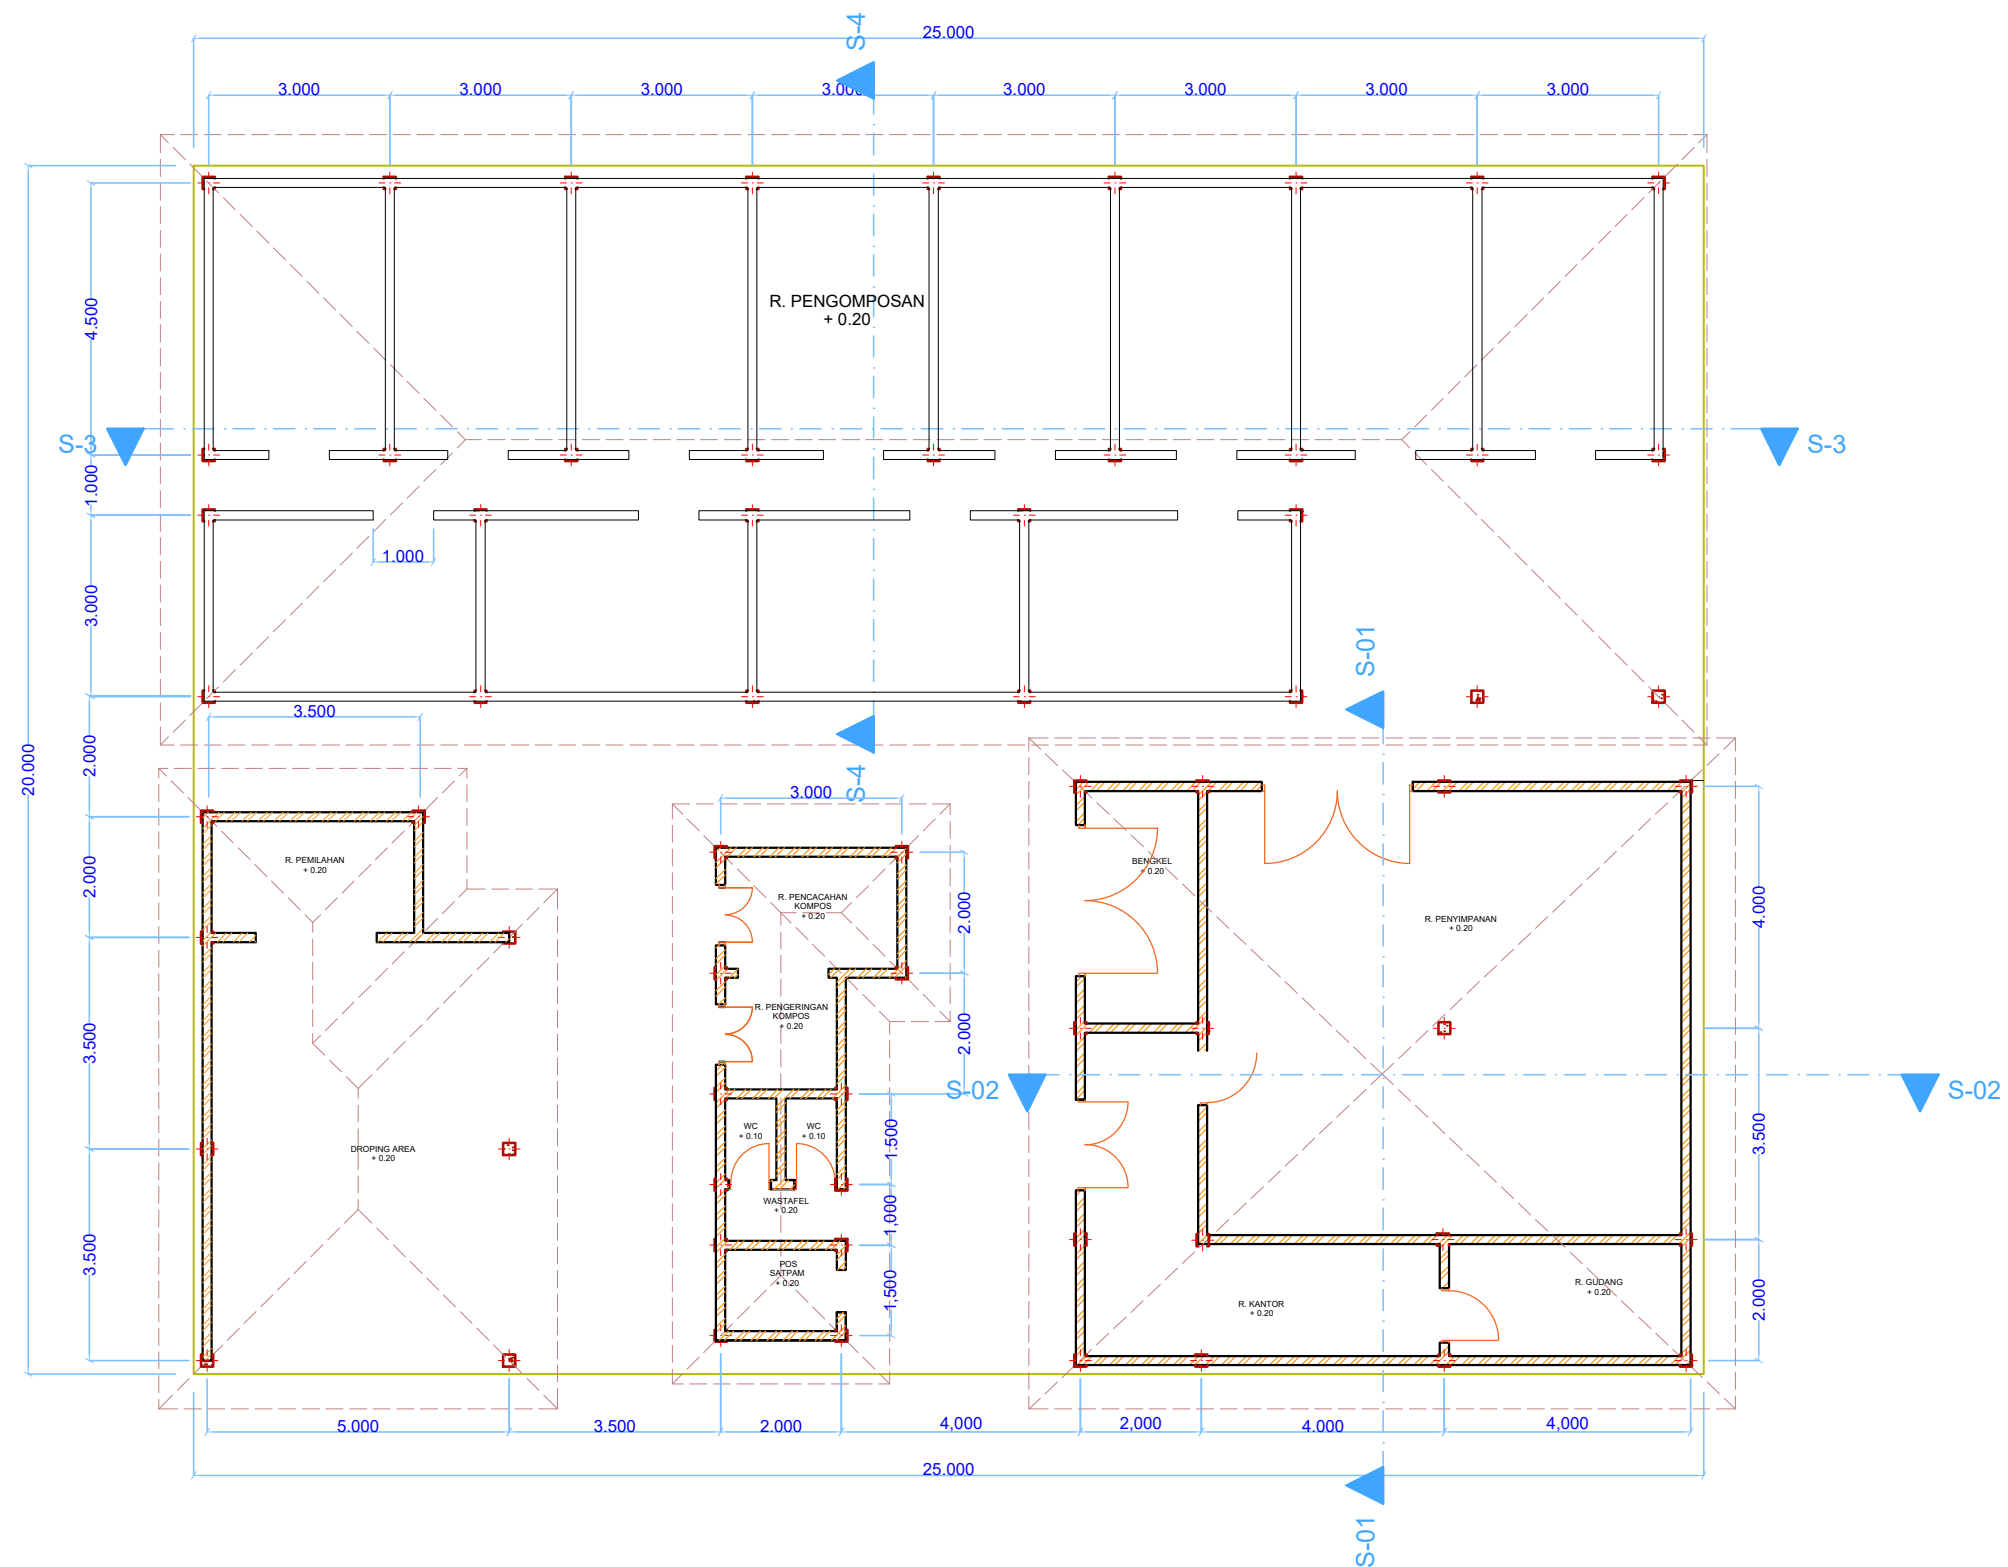 S-4
25.000
3.000
3.000
3.000
3.000
3.000
3.000
3.000
3.000
4.500
R. PENGOMPOSAN
+ 0.20
S-3
S-3
1.000
1.000
3.000
S-01
3.500
2.000
20.000
S-4
3.000
R. PEMILAHAN
+ 0.20
2.000
R. PENCACAHAN
KOMPOS
+ 0.20
2.000
BENGKEL
+ 0.20
R. PENYIMPANAN
+ 0.20
4.000
3.500
R. PENGERINGAN
KOMPOS
+ 0.20
2.000
S-02
S-02
WC
+ 0.10
WC
+ 0.10
1.500
3.500
DROPING AREA
+ 0.20
WASTAFEL
+ 0.20
1,000
3.500
POS
SATPAM
+ 0.20
1,500
R. KANTOR
+ 0.20
R. GUDANG
+ 0.20
2.000
5.000
3.500
2.000
4,000
2,000
4.000
4,000
25.000
S-01